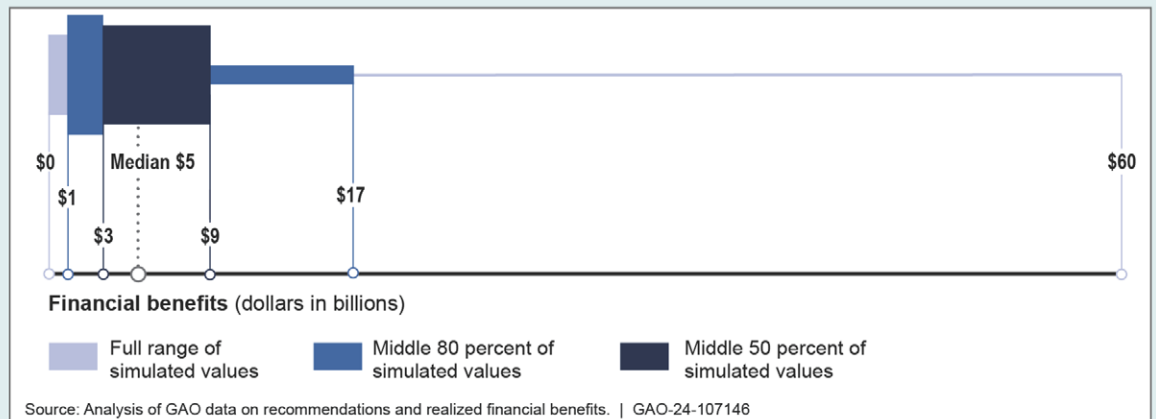 $0
Median $5
$60
$1
$17
$3
$9
Financial benefits (dollars in billions)
Full range of
simulated values
Middle 80 percent of
simulated values
Middle 50 percent of
simulated values
Source: Analysis of GAO data on recommendations and realized financial benefits. | GAO-24-107146